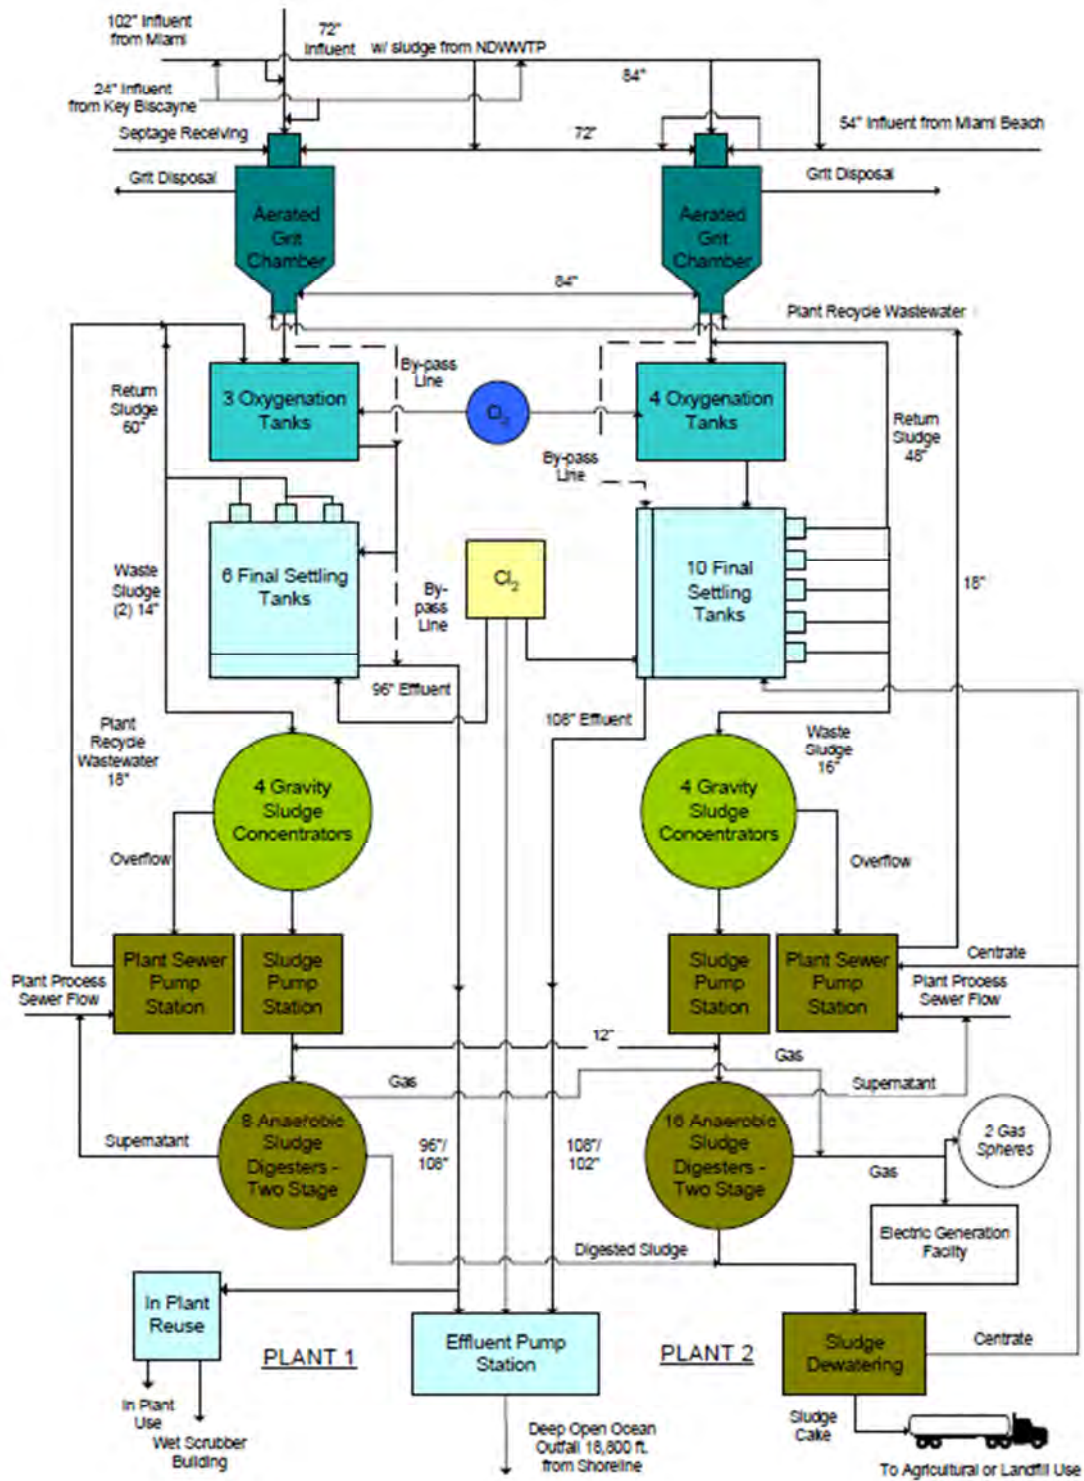 102" Influent
from Miami
72"
Influent
w/ sludge from NDWWTP
84"
24" Influent
from Key Biscayne
Septage Receiving
72"
54" Influent from Miami Beach
Grit Disposal
Grit Disposal
Aerated
Grit
Chamber
Aerated
Grit
Chamber
84"
Plant Recycle Wastewater
By-pass
Line
Return
Sludge
60"
3 Oxygenation
Tanks
O₂
4 Oxygenation
Tanks
Return
Sludge
48"
By-pass
Line
Waste
Sludge
(2) 14"
6 Final Settling
Tanks
By-
pass
Line
Cl₂
10 Final
Settling
Tanks
18"
96" Effluent
108" Effluent
Plant
Recycle
Wastewater
18"
Waste
Sludge
16"
4 Gravity
Sludge
Concentrators
4 Gravity
Sludge
Concentrators
Overflow
Overflow
Plant Sewer
Pump
Station
Sludge
Pump
Station
Sludge
Pump
Station
Plant Sewer
Pump
Station
Centrate
Plant Process
Sewer Flow
Plant Process
Sewer Flow
12"
Gas
Gas
Supernatant
8 Anaerobic
Sludge
Digesters -
Two Stage
16 Anaerobic
Sludge
Digesters -
Two Stage
Supernatant
96"/
108"
108"/
102"
2 Gas
Spheres
Gas
Electric Generation
Facility
Digested Sludge
In Plant
Reuse
PLANT 1
Effluent Pump
Station
PLANT 2
Sludge
Dewatering
Centrate
In Plant
Use
Wet Scrubber
Building
Deep Open Ocean
Outfall 18,800 ft.
from Shoreline
Sludge
Cake
To Agricultural or Landfill Use